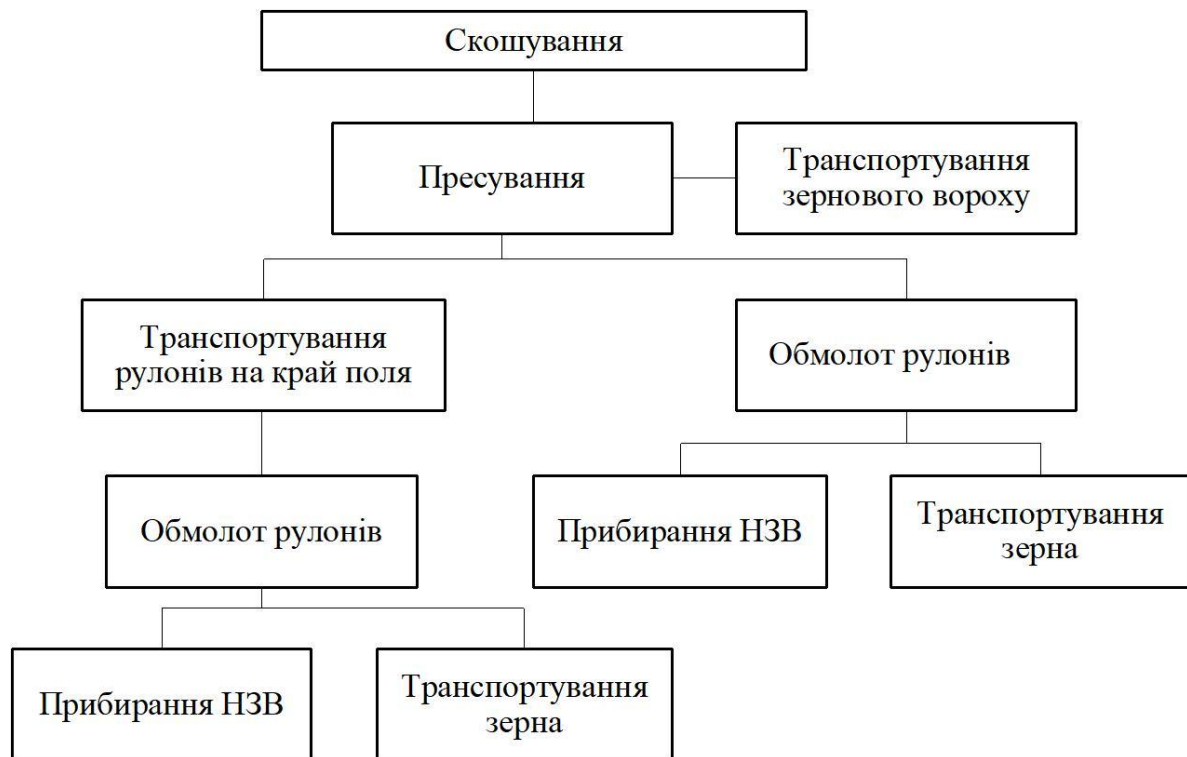 Скошування
Пресування
Транспортування
зернового вороху
Транспортування
рулонів на край поля
Обмолот рулонів
Обмолот рулонів
Прибирання НЗВ
Транспортування
зерна
Прибирання НЗВ
Транспортування
зерна